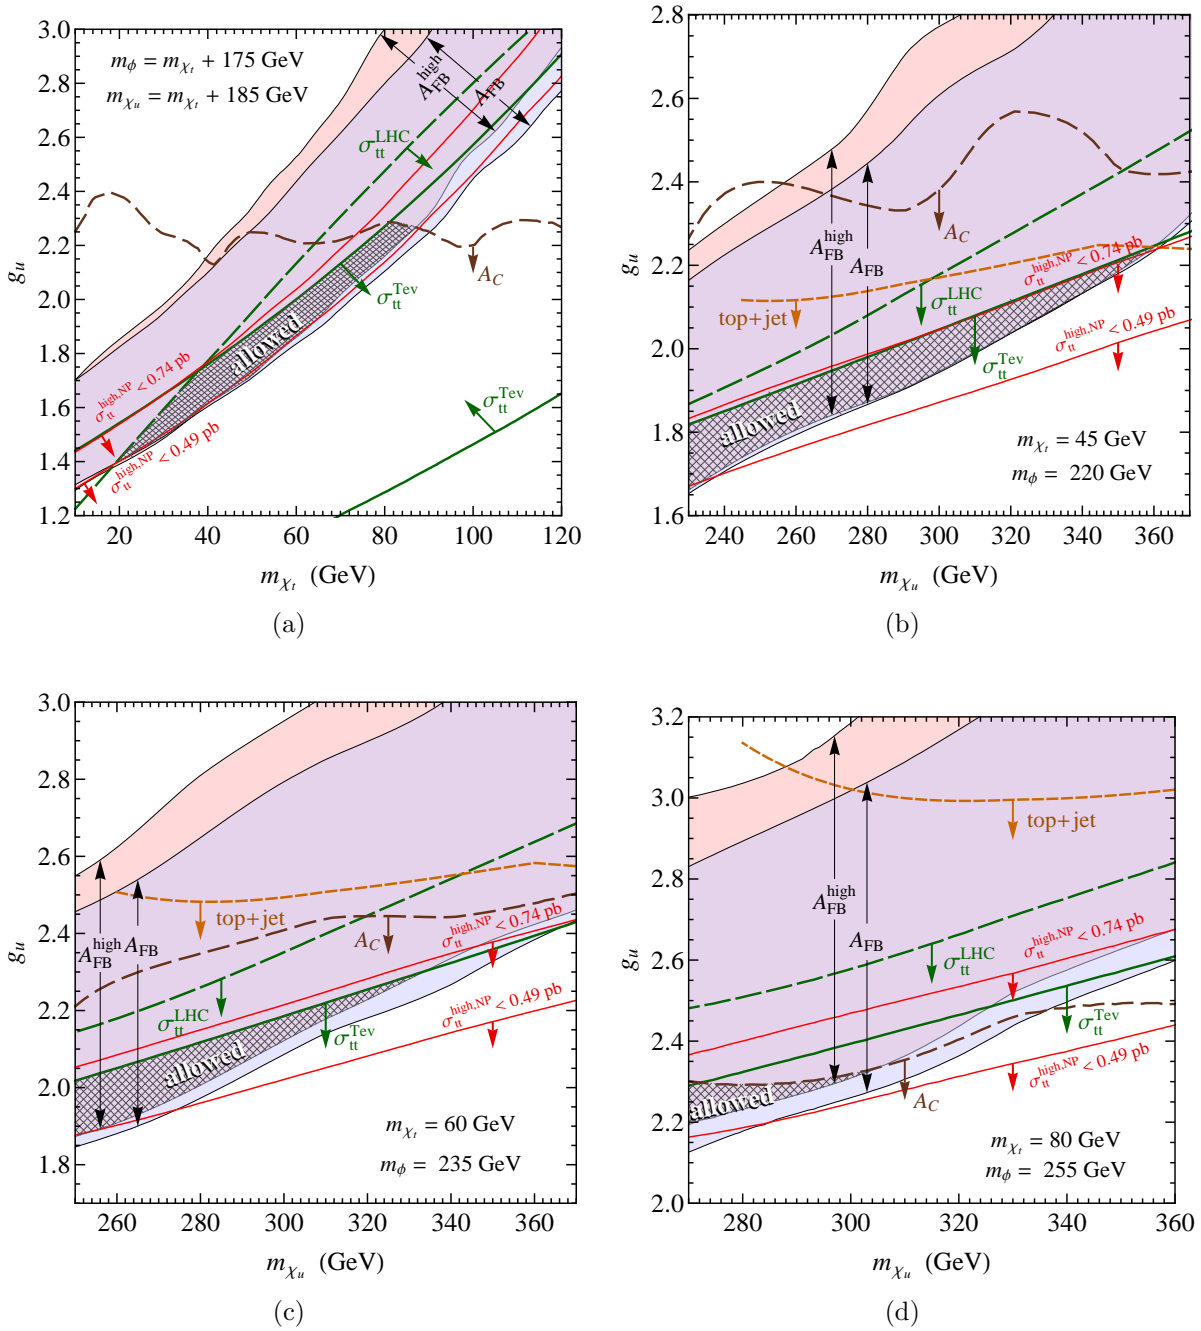 3.0
2.8
2.6
2.4
2.2
2.0
1.8
1.6
1.4
1.2
g_u
m_ϕ = m_χt + 175 GeV
m_χu = m_χt + 185 GeV
A_FB^high
A_FB
σ_tt^LHC
A_C
σ_tt^Tev
allowed
σ_tt^high,NP < 0.74 pb
σ_tt^high,NP < 0.49 pb
σ_tt^Tev
20 40 60 80 100 120
m_χt (GeV)
(a)
2.8
2.6
2.4
2.2
2.0
1.8
1.6
g_u
A_FB^high
A_FB
A_C
top+jet
σ_tt^LHC
σ_tt^high,NP < 0.74 pb
σ_tt^Tev
σ_tt^high,NP < 0.49 pb
allowed
m_χt = 45 GeV
m_ϕ = 220 GeV
240 260 280 300 320 340 360
m_χu (GeV)
(b)
3.0
2.8
2.6
2.4
2.2
2.0
1.8
g_u
A_FB^high
A_FB
top+jet
A_C
σ_tt^high,NP < 0.74 pb
σ_tt^LHC
σ_tt^Tev
σ_tt^high,NP < 0.49 pb
allowed
m_χt = 60 GeV
m_ϕ = 235 GeV
260 280 300 320 340 360
m_χu (GeV)
(c)
3.2
3.0
2.8
2.6
2.4
2.2
2.0
g_u
top+jet
A_FB^high
A_FB
σ_tt^LHC
σ_tt^high,NP < 0.74 pb
σ_tt^Tev
σ_tt^high,NP < 0.49 pb
A_C
allowed
m_χt = 80 GeV
m_ϕ = 255 GeV
280 300 320 340 360
m_χu (GeV)
(d)